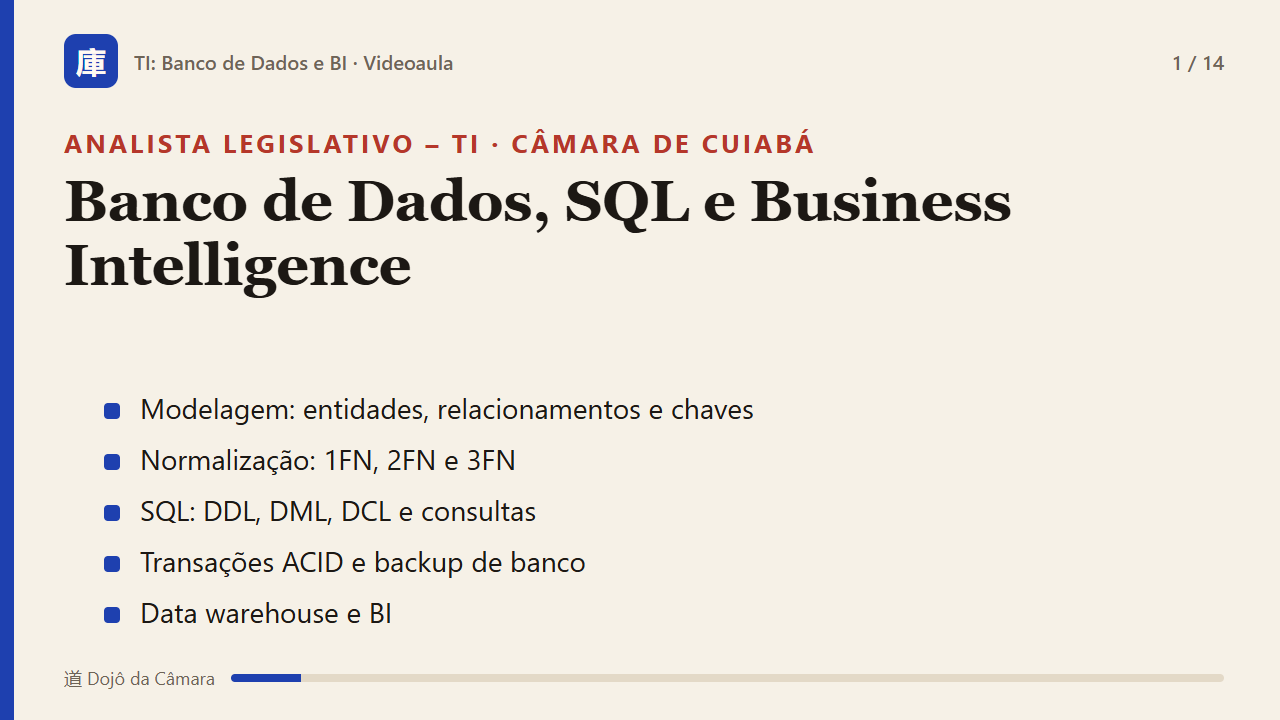 庫 TI: Banco de Dados e BI · Videoaula
1 / 14
ANALISTA LEGISLATIVO – TI · CÂMARA DE CUIABÁ
Banco de Dados, SQL e Business
Intelligence
Modelagem: entidades, relacionamentos e chaves
Normalização: 1FN, 2FN e 3FN
SQL: DDL, DML, DCL e consultas
Transações ACID e backup de banco
Data warehouse e BI
道 Dojô da Câmara